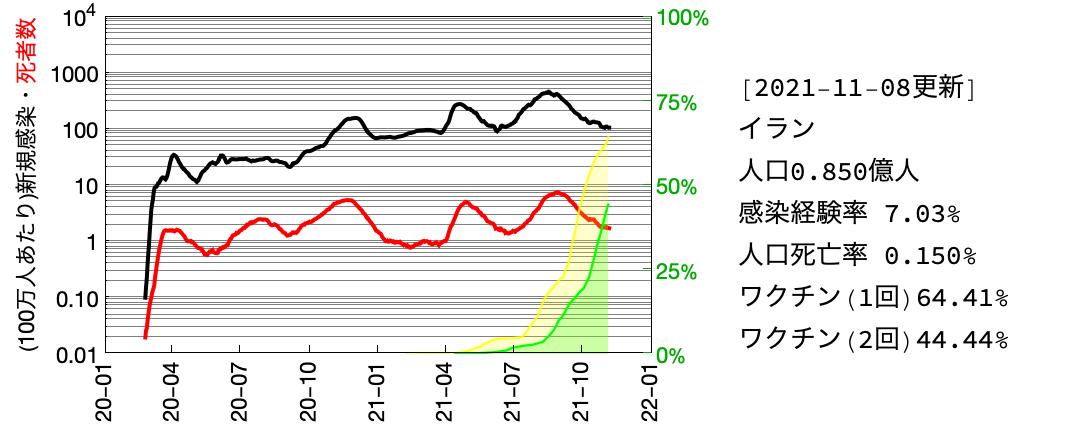 (100万人あたり)新規感染・死者数
10^4
1000
100
10
1
0.10
0.01
100%
75%
50%
25%
0%
20-01
20-04
20-07
20-10
21-01
21-04
21-07
21-10
22-01
[2021-11-08更新]
イラン
人口0.850億人
感染経験率 7.03%
人口死亡率 0.150%
ワクチン(1回)64.41%
ワクチン(2回)44.44%